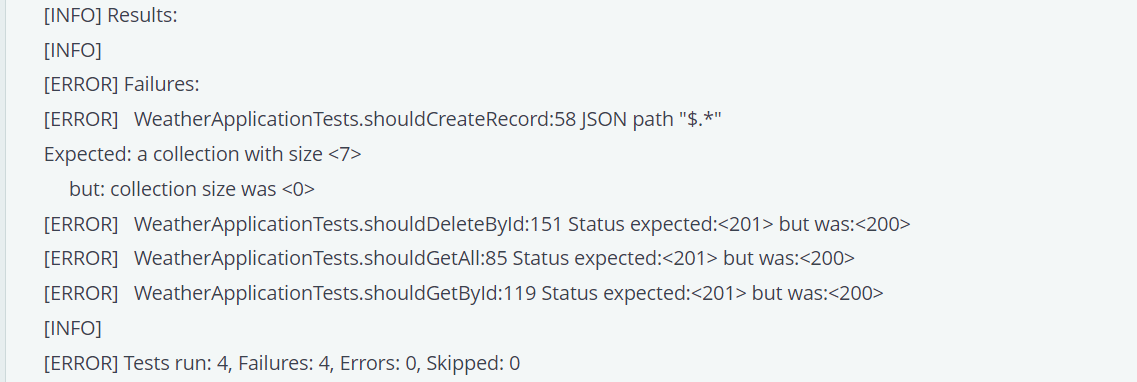 [INFO] Results:
[INFO]
[ERROR] Failures:
[ERROR]   WeatherApplicationTests.shouldCreateRecord:58 JSON path "$.*"
Expected: a collection with size <7>
     but: collection size was <0>
[ERROR]   WeatherApplicationTests.shouldDeleteById:151 Status expected:<201> but was:<200>
[ERROR]   WeatherApplicationTests.shouldGetAll:85 Status expected:<201> but was:<200>
[ERROR]   WeatherApplicationTests.shouldGetById:119 Status expected:<201> but was:<200>
[INFO]
[ERROR] Tests run: 4, Failures: 4, Errors: 0, Skipped: 0